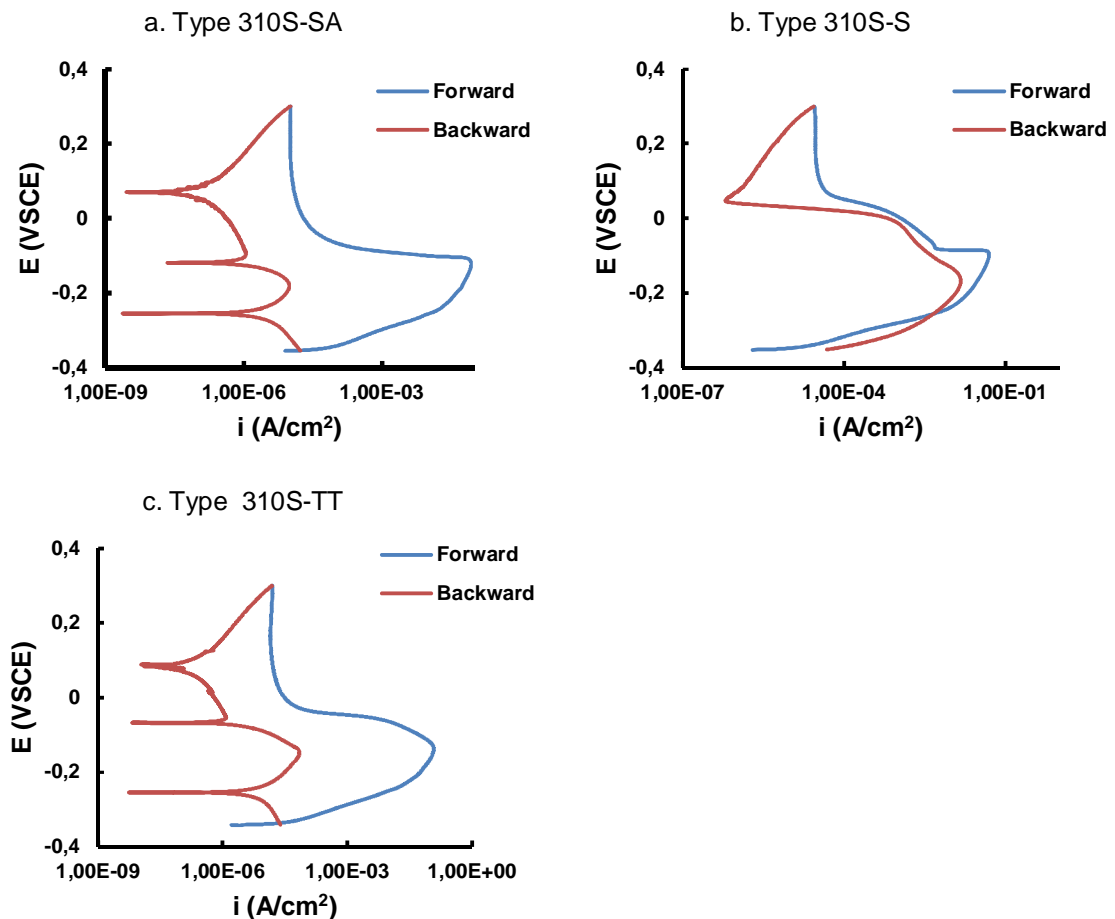 a. Type 310S-SA
0,4
0,2
0
-0,2
-0,4
E (VSCE)
Forward
Backward
1,00E-09 1,00E-06 1,00E-03
i (A/cm²)
b. Type 310S-S
0,4
0,2
0
-0,2
-0,4
E (VSCE)
Forward
Backward
1,00E-07 1,00E-04 1,00E-01
i (A/cm²)
c. Type 310S-TT
0,4
0,2
0
-0,2
-0,4
E (VSCE)
Forward
Backward
1,00E-09 1,00E-06 1,00E-03 1,00E+00
i (A/cm²)